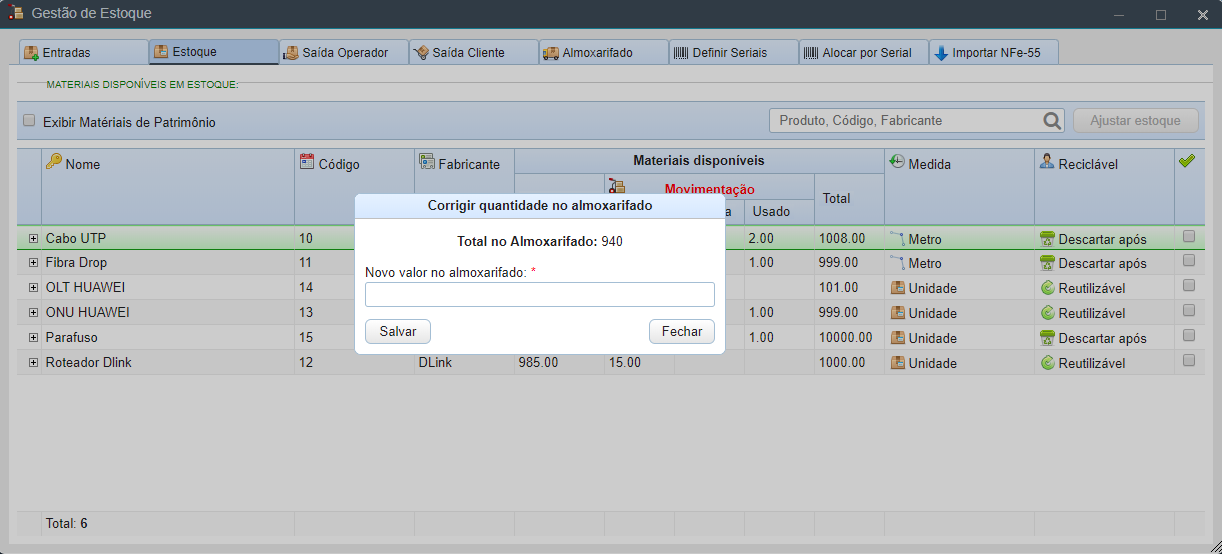 Gestão de Estoque
Entradas Estoque Saída Operador Saída Cliente Almoxarifado Definir Seriais Alocar por Serial Importar NFe-55
MATERIAIS DISPONÍVEIS EM ESTOQUE:
Exibir Matériais de Patrimônio Produto, Código, Fabricante Ajustar estoque
Nome Código Fabricante Materiais disponíveis Medida Reciclável
Movimentação
Total
a Usado
Corrigir quantidade no almoxarifado
Total no Almoxarifado: 940
Novo valor no almoxarifado: *
Salvar Fechar
Cabo UTP 10 2.00 1008.00 Metro Descartar após
Fibra Drop 11 1.00 999.00 Metro Descartar após
OLT HUAWEI 14 101.00 Unidade Reutilizável
ONU HUAWEI 13 1.00 999.00 Unidade Reutilizável
Parafuso 15 1.00 10000.00 Unidade Descartar após
Roteador Dlink 12 DLink 985.00 15.00 1000.00 Unidade Reutilizável
Total: 6